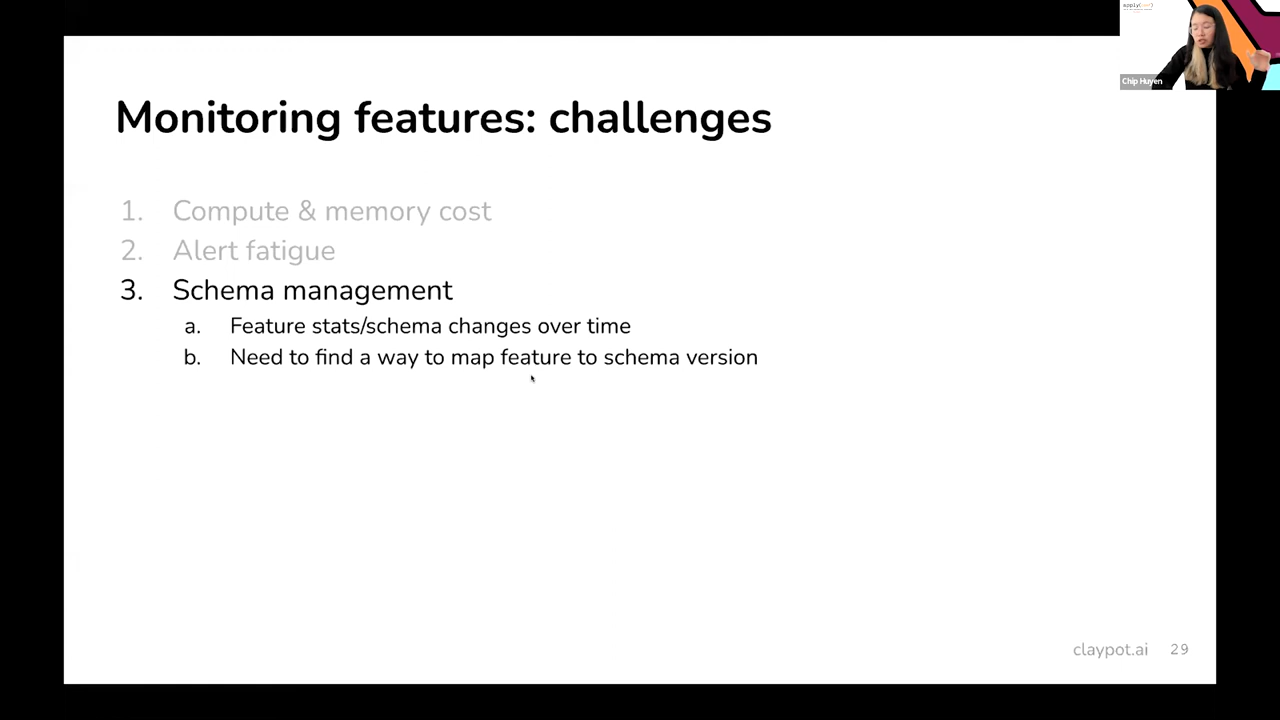 Monitoring features: challenges
1. Compute & memory cost
2. Alert fatigue
3. Schema management
a. Feature stats/schema changes over time
b. Need to find a way to map feature to schema version
claypot.ai 29
Chip Huyen